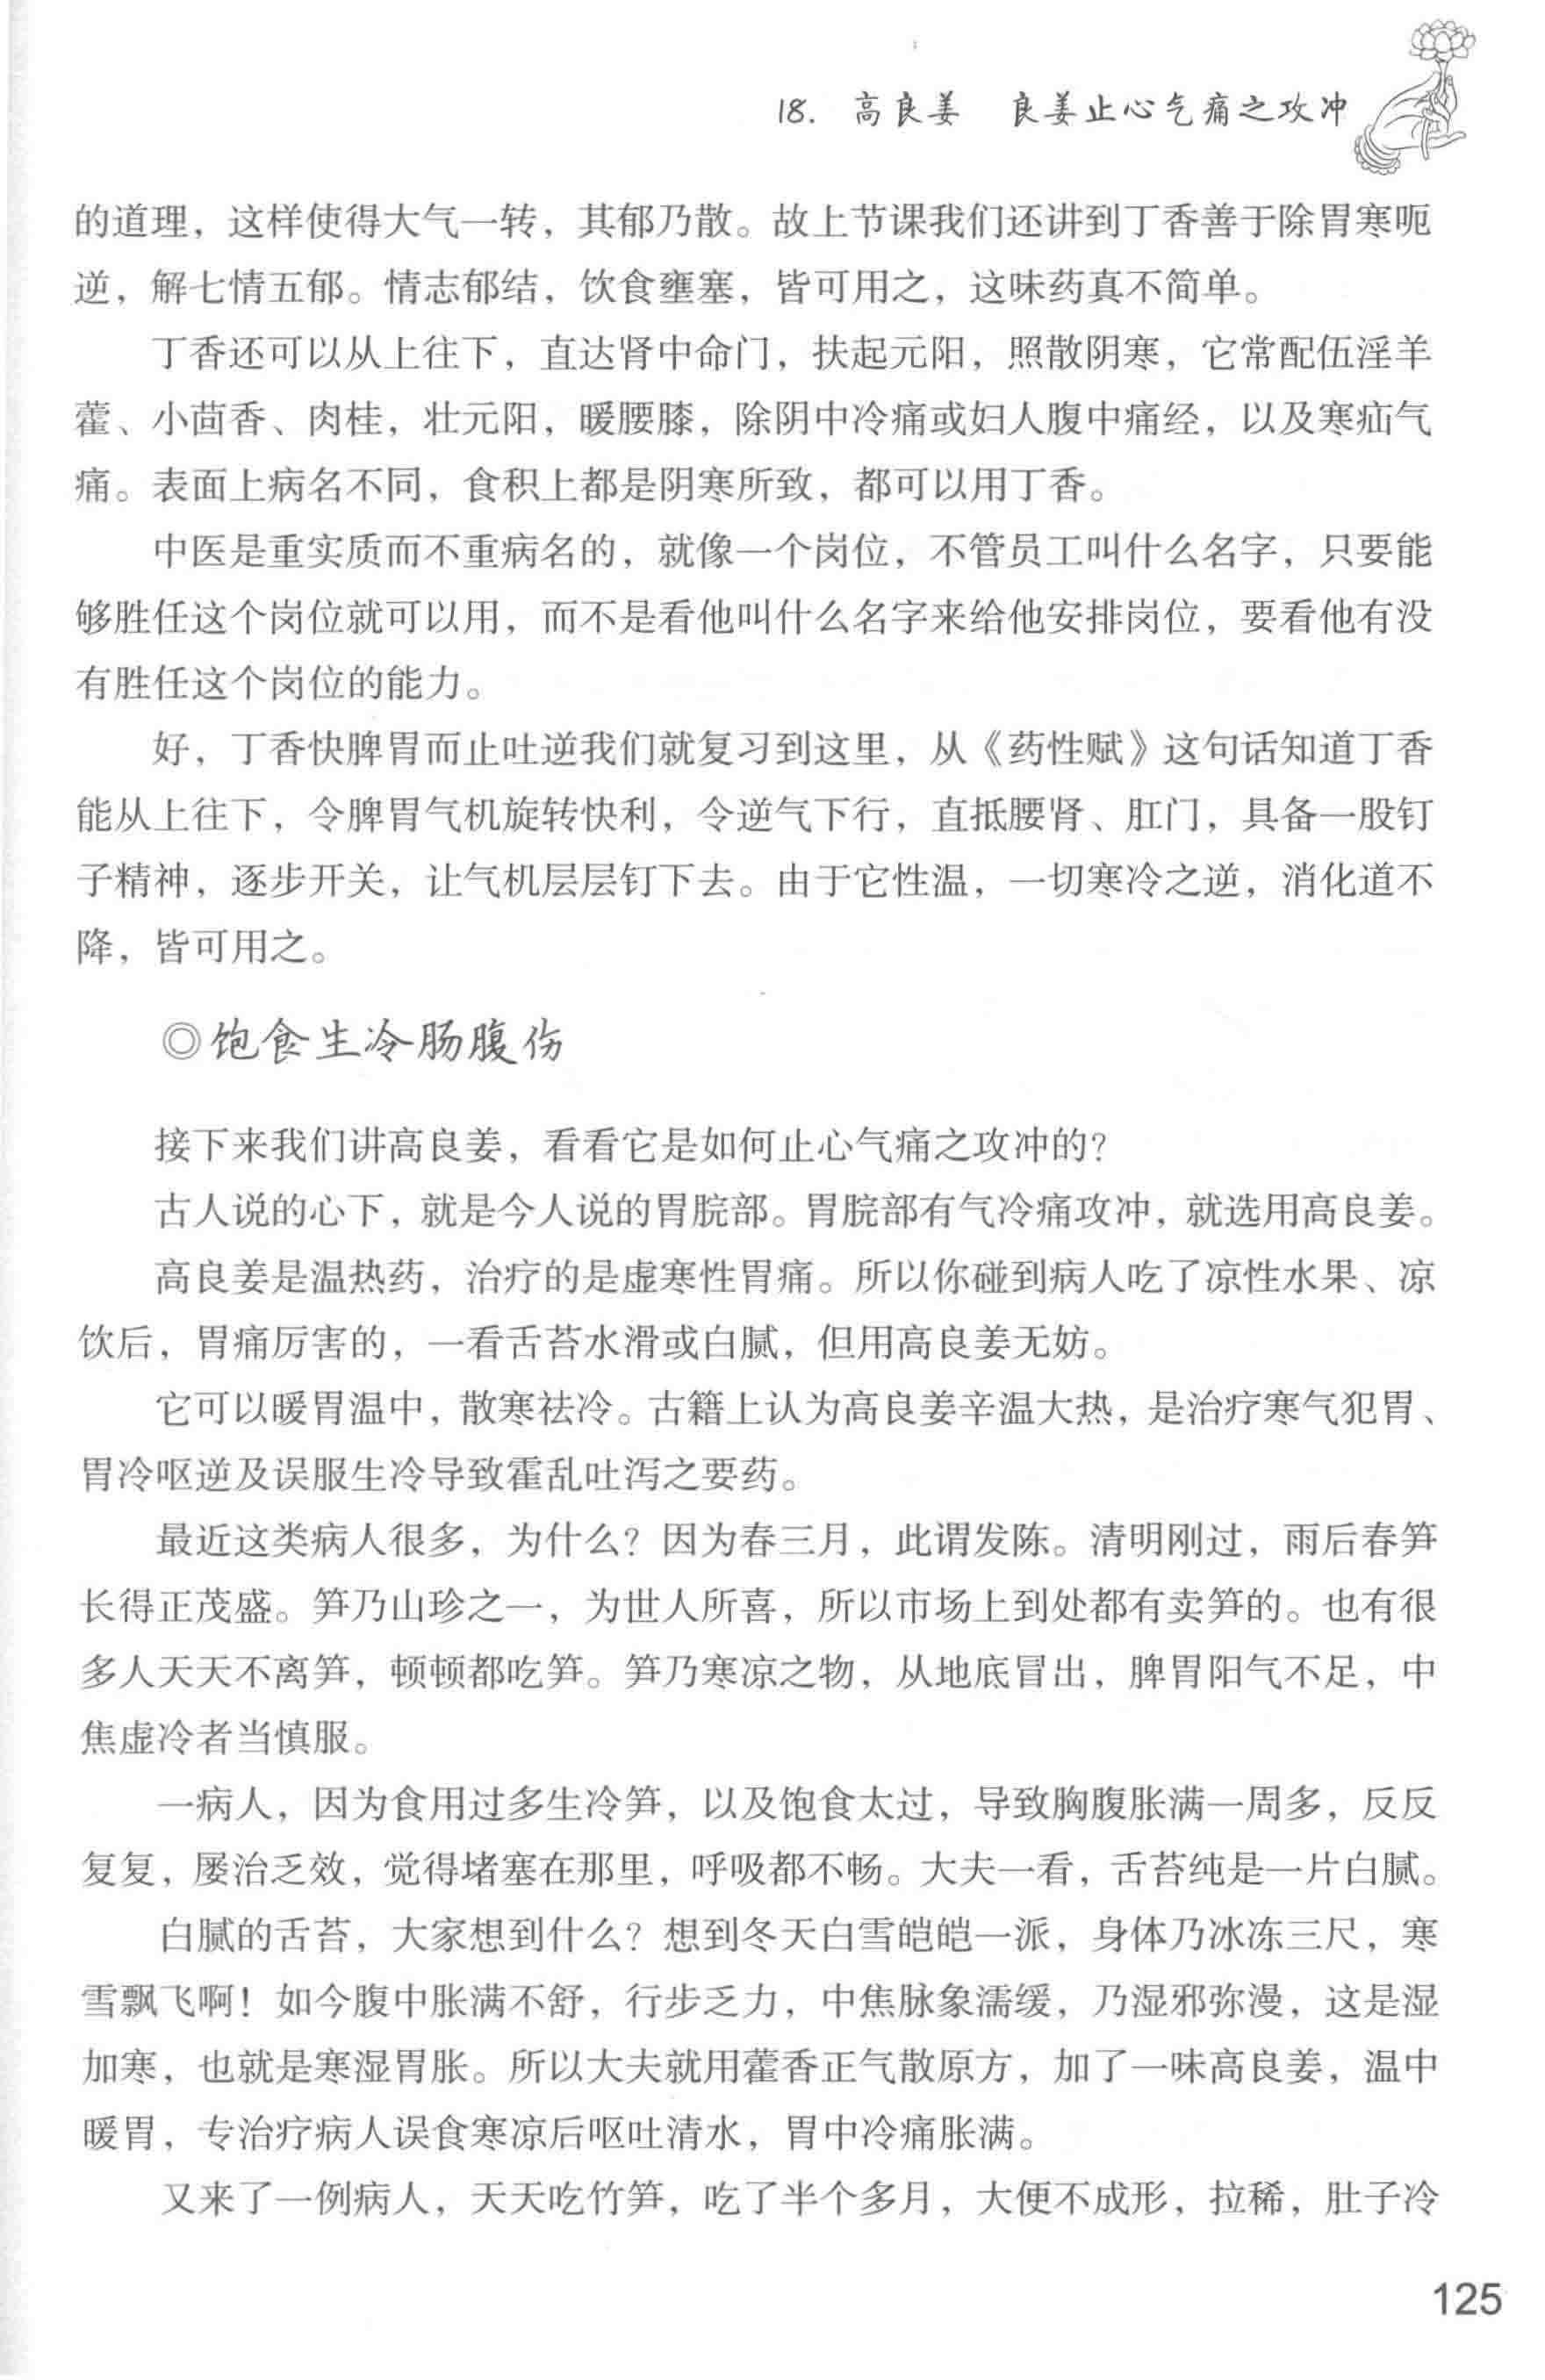 18. 高良姜 良姜止心气痛之攻冲
的道理，这样使得大气一转，其郁乃散。故上节课我们还讲到丁香善于除胃寒呃
逆，解七情五郁。情志郁结，饮食壅塞，皆可用之，这味药真不简单。
丁香还可以从上往下，直达肾中命门，扶起元阳，照散阴寒，它常配伍淫羊
藿、小茴香、肉桂，壮元阳，暖腰膝，除阴中冷痛或妇人腹中痛经，以及寒疝气
痛。表面上病名不同，食积上都是阴寒所致，都可以用丁香。
中医是重实质而不重病名的，就像一个岗位，不管员工叫什么名字，只要能
够胜任这个岗位就可以用，而不是看他叫什么名字来给他安排岗位，要看他有没
有胜任这个岗位的能力。
好，丁香快脾胃而止吐逆我们就复习到这里，从《药性赋》这句话知道丁香
能从上往下，令脾胃气机旋转快利，令逆气下行，直抵腰肾、肛门，具备一股钉
子精神，逐步开关，让气机层层钉下去。由于它性温，一切寒冷之逆，消化道不
降，皆可用之。
◎饱食生冷肠腹伤
接下来我们讲高良姜，看看它是如何止心气痛之攻冲的？
古人说的心下，就是今人说的胃脘部。胃脘部有气冷痛攻冲，就选用高良姜。
高良姜是温热药，治疗的是虚寒性胃痛。所以你碰到病人吃了凉性水果、凉
饮后，胃痛厉害的，一看舌苔水滑或白腻，但用高良姜无妨。
它可以暖胃温中，散寒祛冷。古籍上认为高良姜辛温大热，是治疗寒气犯胃、
胃冷呕逆及误服生冷导致霍乱吐泻之要药。
最近这类病人很多，为什么？因为春三月，此谓发陈。清明刚过，雨后春笋
长得正茂盛。笋乃山珍之一，为世人所喜，所以市场上到处都有卖笋的。也有很
多人天天不离笋，顿顿都吃笋。笋乃寒凉之物，从地底冒出，脾胃阳气不足，中
焦虚冷者当慎服。
一病人，因为食用过多生冷笋，以及饱食太过，导致胸腹胀满一周多，反反
复复，屡治乏效，觉得堵塞在那里，呼吸都不畅。大夫一看，舌苔纯是一片白腻。
白腻的舌苔，大家想到什么？想到冬天白雪皑皑一派，身体乃冰冻三尺，寒
雪飘飞啊！如今腹中胀满不舒，行步乏力，中焦脉象濡缓，乃湿邪弥漫，这是湿
加寒，也就是寒湿胃胀。所以大夫就用藿香正气散原方，加了一味高良姜，温中
暖胃，专治疗病人误食寒凉后呕吐清水，胃中冷痛胀满。
又来了一例病人，天天吃竹笋，吃了半个多月，大便不成形，拉稀，肚子冷
125